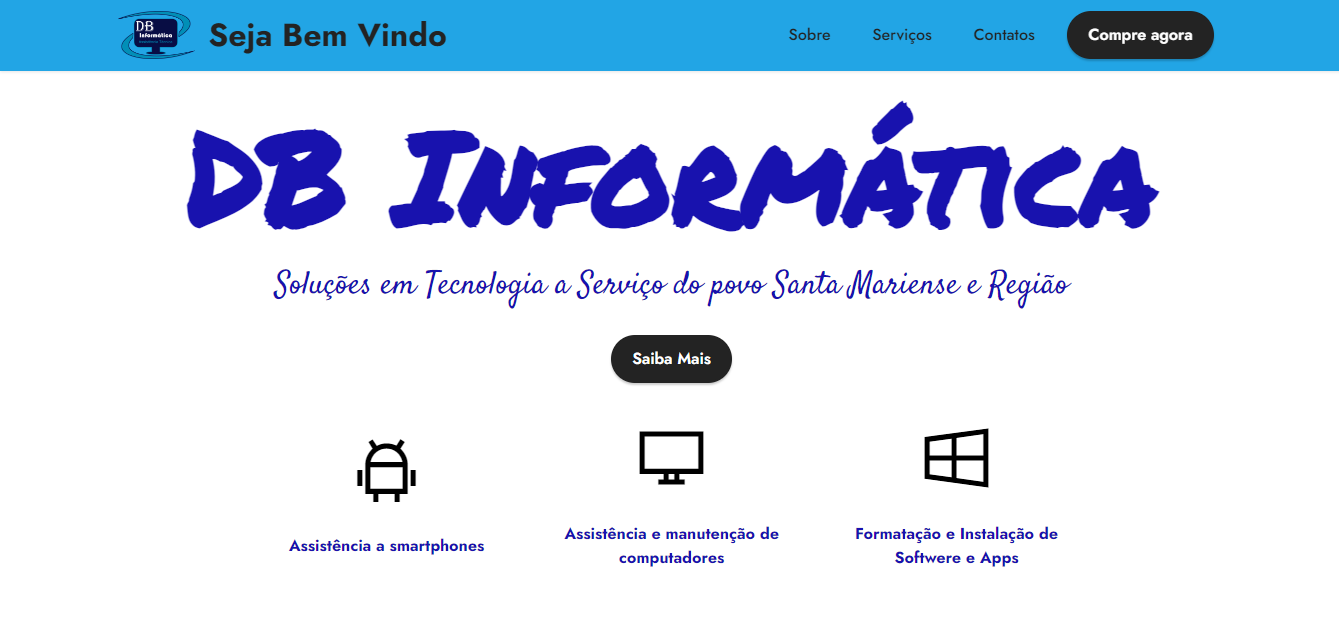 DB
Informática
Seja Bem Vindo
Sobre
Serviços
Contatos
Compre agora
DB Informática
Soluções em Tecnologia a Serviço do povo Santa Mariense e Região
Saiba Mais
Assistência a smartphones
Assistência e manutenção de
computadores
Formatação e Instalação de
Softwere e Apps